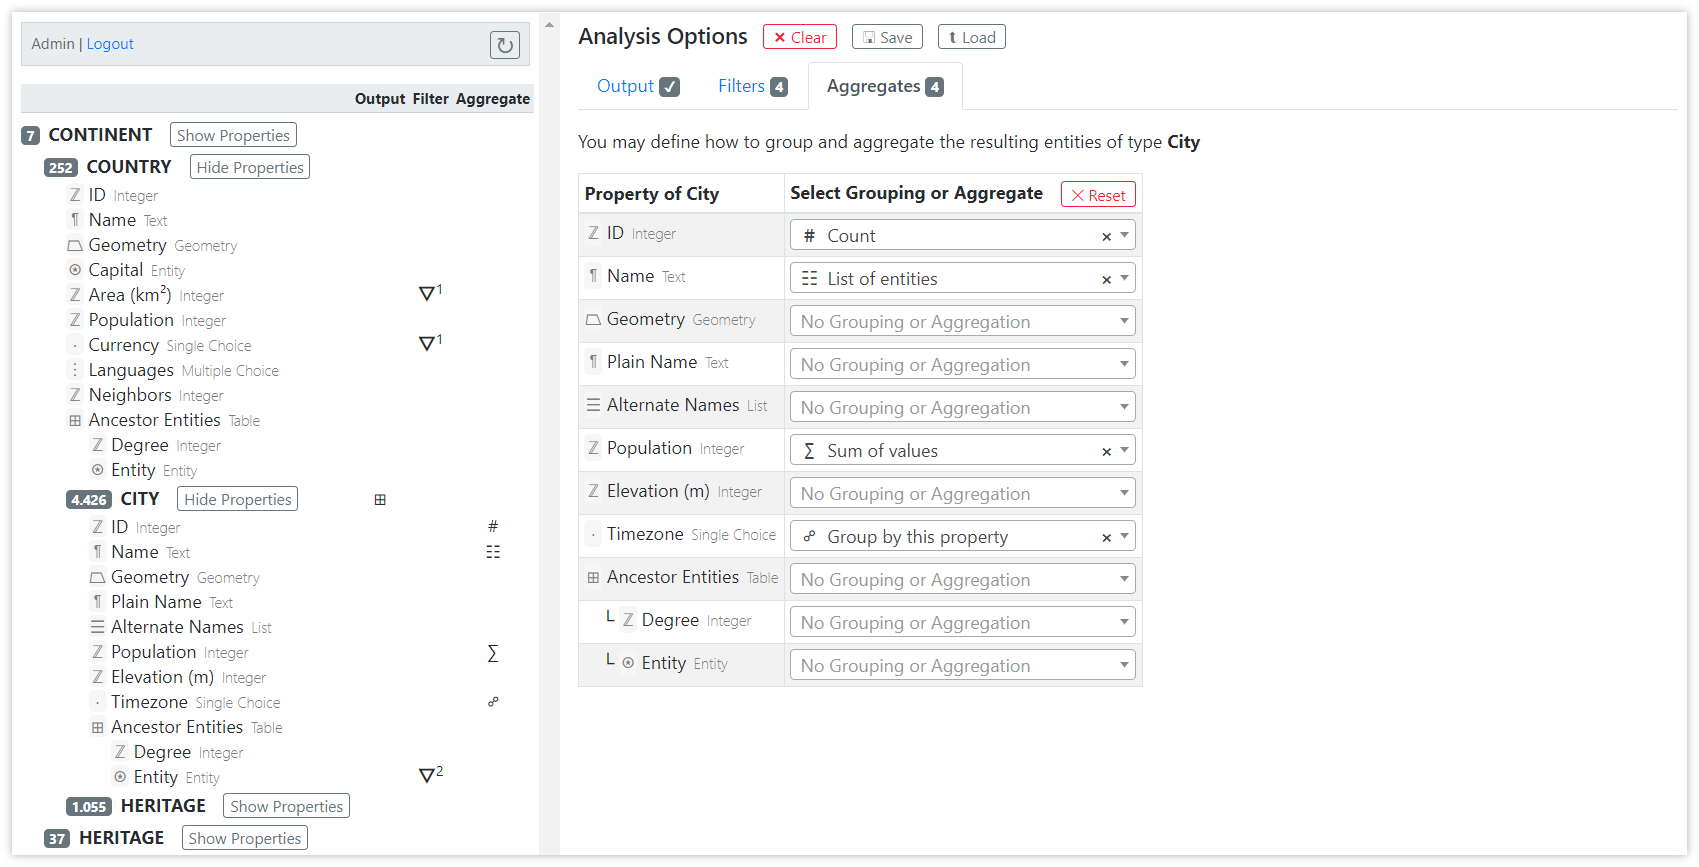 Admin | Logout
Output Filter Aggregate
7 CONTINENT Show Properties
252 COUNTRY Hide Properties
ℤ ID Integer
¶ Name Text
Geometry Geometry
Capital Entity
ℤ Area (km²) Integer ▽1
ℤ Population Integer
· Currency Single Choice ▽1
⋮ Languages Multiple Choice
ℤ Neighbors Integer
⊞ Ancestor Entities Table
ℤ Degree Integer
Entity Entity
4.426 CITY Hide Properties ⊞
ℤ ID Integer #
¶ Name Text
Geometry Geometry
¶ Plain Name Text
Alternate Names List
ℤ Population Integer ∑
ℤ Elevation (m) Integer
· Timezone Single Choice
⊞ Ancestor Entities Table
ℤ Degree Integer
Entity Entity ▽2
1.055 HERITAGE Show Properties
37 HERITAGE Show Properties
Analysis Options × Clear Save t Load
Output ✓ Filters 4 Aggregates 4
You may define how to group and aggregate the resulting entities of type City
Property of City Select Grouping or Aggregate × Reset
ℤ ID Integer # Count ×
¶ Name Text List of entities ×
Geometry Geometry No Grouping or Aggregation
¶ Plain Name Text No Grouping or Aggregation
Alternate Names List No Grouping or Aggregation
ℤ Population Integer ∑ Sum of values ×
ℤ Elevation (m) Integer No Grouping or Aggregation
· Timezone Single Choice Group by this property ×
⊞ Ancestor Entities Table No Grouping or Aggregation
└ ℤ Degree Integer No Grouping or Aggregation
└ Entity Entity No Grouping or Aggregation